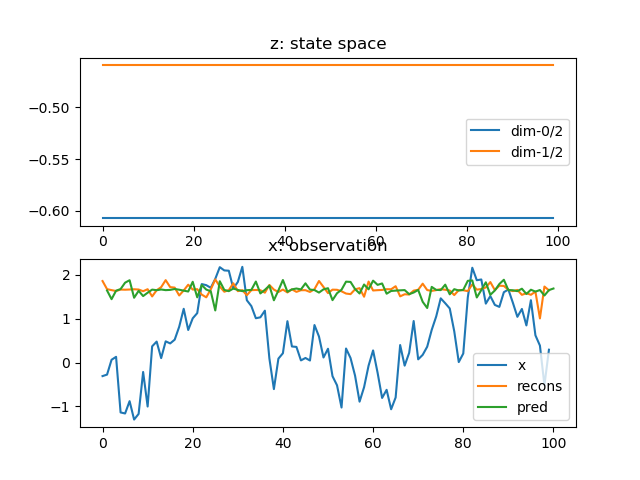 z: state space
−0.50
−0.55
−0.60
dim-0/2
dim-1/2
0 20 40 60 80 100
x: observation
2
1
0
−1
x
recons
pred
0 20 40 60 80 100